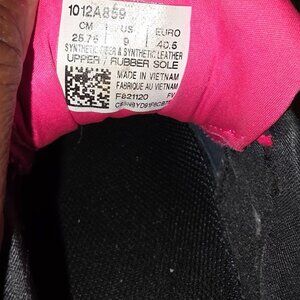 1012A859
CM US EURO
25.75 9 40.5
SYNTHETIC FIBER & SYNTHETIC LEATHER
UPPER / RUBBER SOLE
MADE IN VIETNAM
FABRIQUE AU VIETNAM
F821120 FV